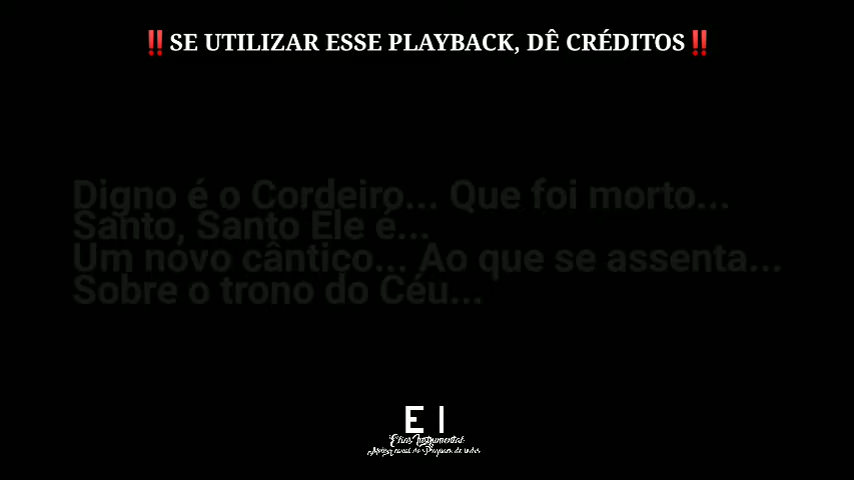 ‼️SE UTILIZAR ESSE PLAYBACK, DÊ CRÉDITOS‼️
Digno é o Cordeiro... Que foi morto...
Santo, Santo Ele é...
Um novo cântico... Ao que se assenta...
Sobre o trono do Céu...
E I
Instrumental